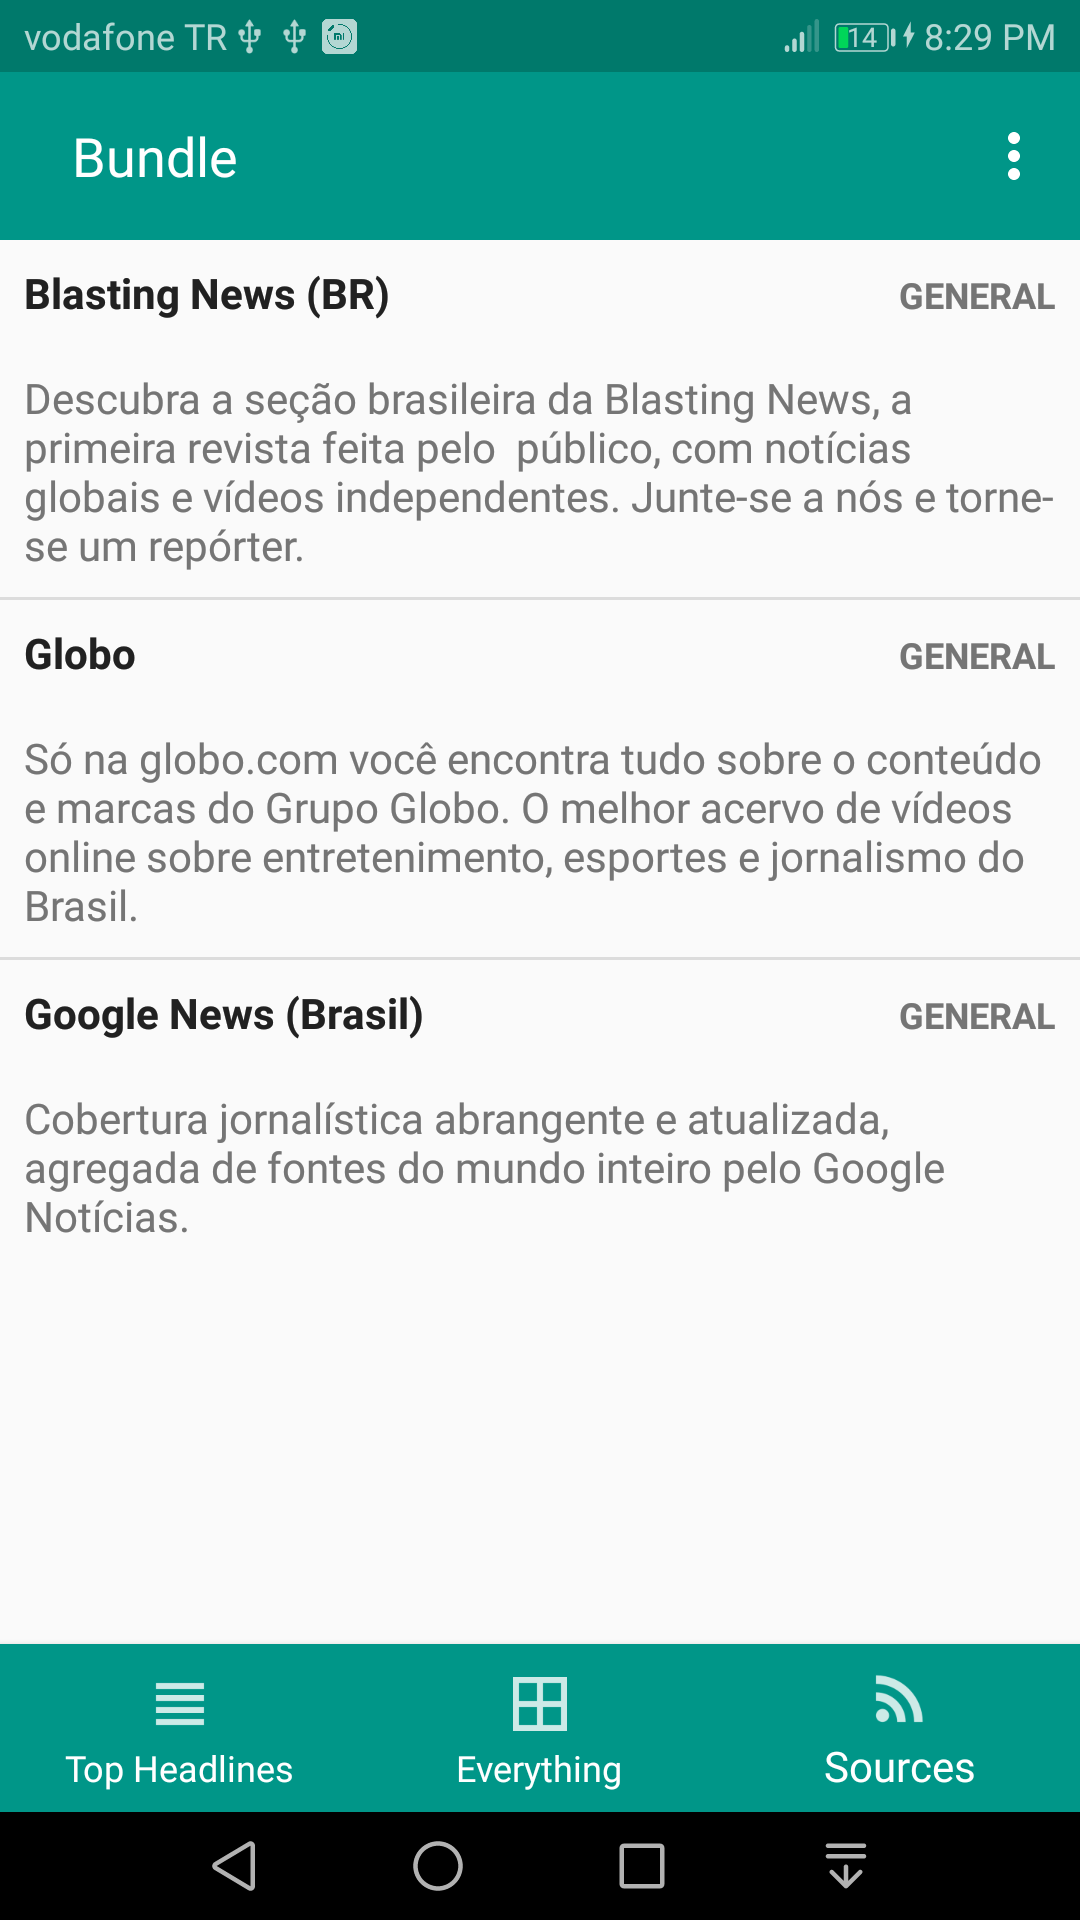 vodafone TR 14 8:29 PM
Bundle
Blasting News (BR) GENERAL
Descubra a seção brasileira da Blasting News, a
primeira revista feita pelo  público, com notícias
globais e vídeos independentes. Junte-se a nós e torne-
se um repórter.
Globo GENERAL
Só na globo.com você encontra tudo sobre o conteúdo
e marcas do Grupo Globo. O melhor acervo de vídeos
online sobre entretenimento, esportes e jornalismo do
Brasil.
Google News (Brasil) GENERAL
Cobertura jornalística abrangente e atualizada,
agregada de fontes do mundo inteiro pelo Google
Notícias.
Top Headlines Everything Sources